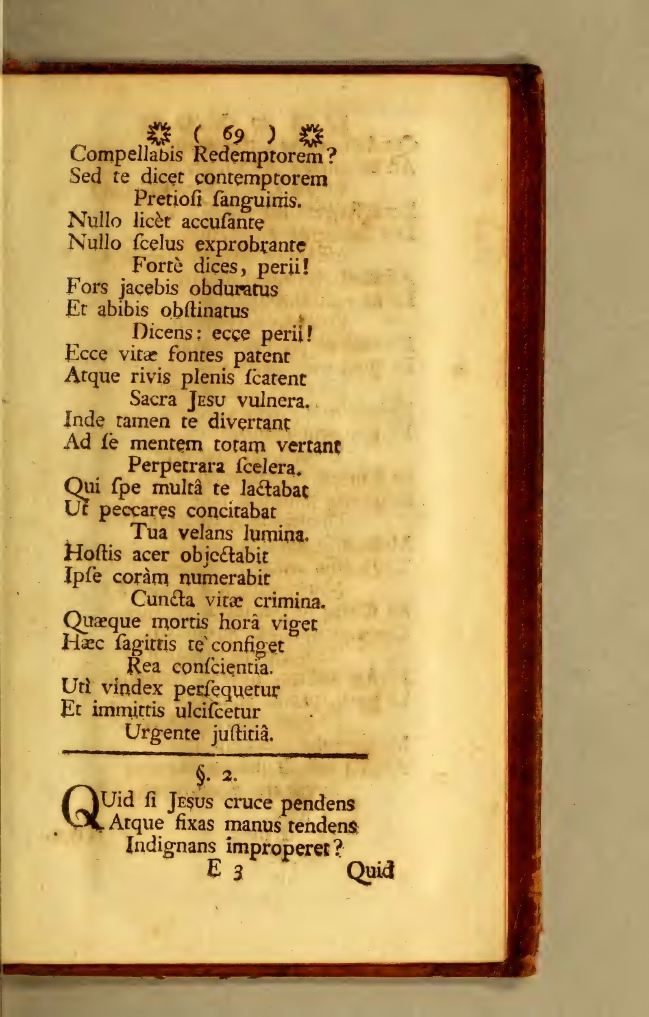 ( 69 )
Compellabis Redemptorem?
Sed te dicet contemptorem
Pretioſi ſanguinis.
Nullo licèt accuſante
Nullo ſcelus exprobrante
Fortè dices, perii!
Fors jacebis obduratus
Et abibis obſtinatus
Dicens: ecce perii!
Ecce vitæ fontes patent
Atque rivis plenis ſcatent
Sacra JESU vulnera.
Inde tamen te divertant
Ad ſe mentem totam vertant
Perpetrara ſcelera.
Qui ſpe multâ te lactabat
Ut peccares concitabat
Tua velans lumina.
Hoſtis acer objectabit
Ipſe coràm numerabit
Cuncta vitæ crimina.
Quæque mortis horâ viget
Hæc ſagittis te configet
Rea conſcientia.
Utì vindex perſequetur
Et immittis ulciſcetur
Urgente juſtitiâ.
§. 2.
QUid ſi JESUS cruce pendens
Atque fixas manus tendens
Indignans improperet?
E 3 Quid